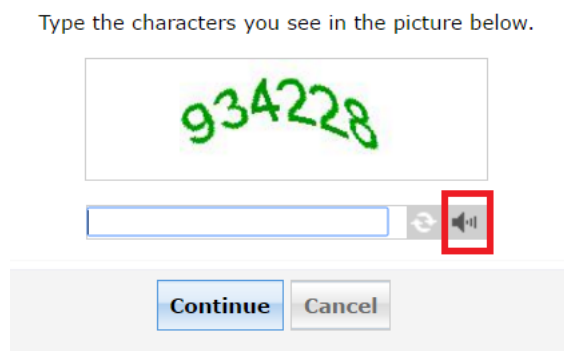 Type the characters you see in the picture below.
934228
Continue Cancel